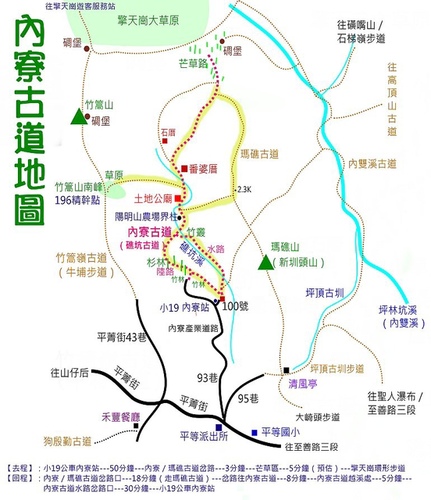 往擎天崗遊客服務站
擎天崗大草原
碉堡
碉堡
芒草路
往磺嘴山/
石梯嶺步道
往高頂山古道
內寮古道地圖
竹篙山
碉堡
石厝
番婆厝
瑪礁古道
內雙溪古道
草原
竹篙山南峰
196精幹點
土地公廟
2.3K
陽明山農場界柱
內寮古道
(礁坑古道)
竹叢
水路
礁坑溪
瑪礁山
(新圳頭山)
杉林
陸路
竹林
竹林
竹篙嶺古道
(牛埔步道)
小19 內寮站
100號
坪頂古圳
坪林坑溪
(內雙溪)
內寮產業道路
平菁街43巷
往山仔后
平菁街
93巷
95巷
坪頂古圳步道
清風亭
平菁街
往聖人瀑布/
至善路三段
禾豐餐廳
大崎頭步道
狗殷勤古道
平等派出所
平等國小
往至善路三段
【去程】:小19公車內寮站---50分鐘---內寮/瑪礁古道岔路---3分鐘---芒草區---5分鐘(預估)---擎天崗環形步道
【回程】:內寮/瑪礁古道岔路口---18分鐘(走瑪礁古道)---岔路往內寮古道---8分鐘---內寮古道越溪處---5分鐘---
內寮古道水路岔路口---30分鐘---小19公車內寮站